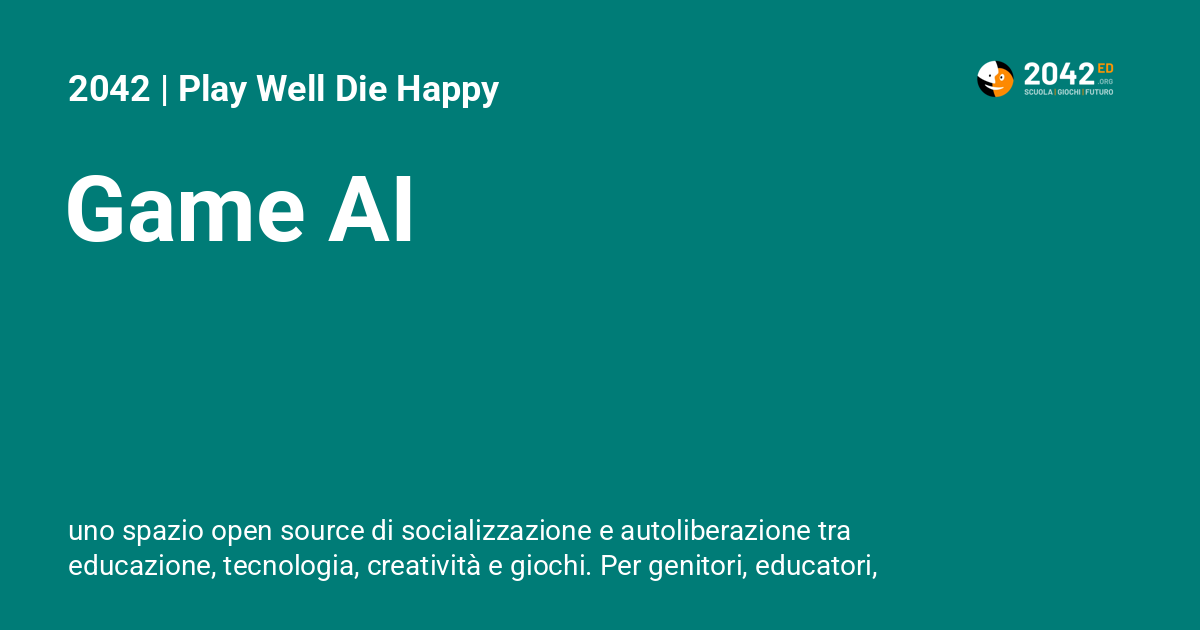 2042 | Play Well Die Happy
2042 ED
.ORG
SCUOLA | GIOCHI | FUTURO
Game AI
uno spazio open source di socializzazione e autoliberazione tra
educazione, tecnologia, creatività e giochi. Per genitori, educatori,